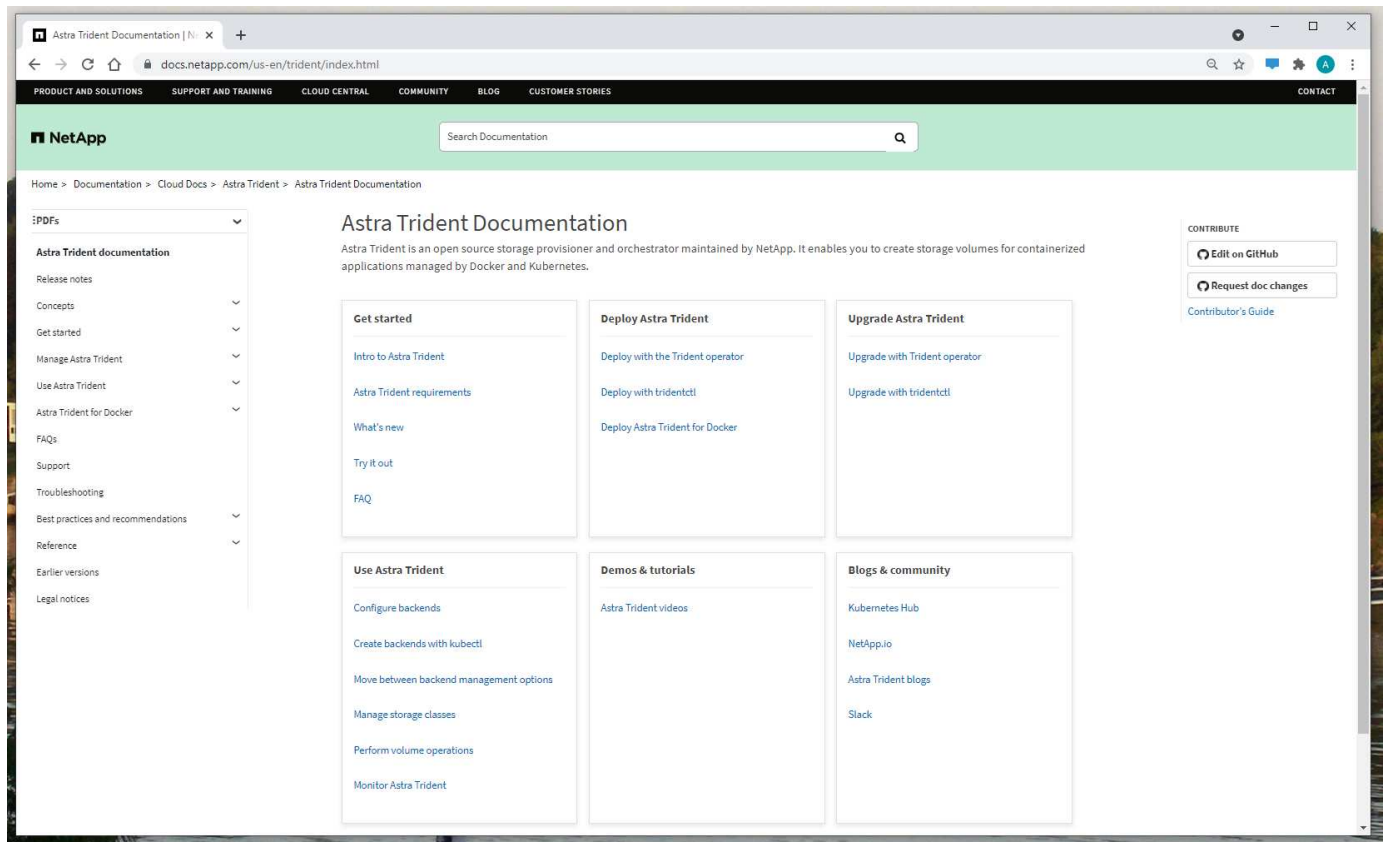 Astra Trident Documentation | Ne
docs.netapp.com/us-en/trident/index.html
A
PRODUCT AND SOLUTIONS SUPPORT AND TRAINING CLOUD CENTRAL COMMUNITY BLOG CUSTOMER STORIES CONTACT
NetApp
Search Documentation
Home > Documentation > Cloud Docs > Astra Trident > Astra Trident Documentation
PDFs
Astra Trident documentation
Release notes
Concepts
Get started
Manage Astra Trident
Use Astra Trident
Astra Trident for Docker
FAQs
Support
Troubleshooting
Best practices and recommendations
Reference
Earlier versions
Legal notices
Astra Trident Documentation
Astra Trident is an open source storage provisioner and orchestrator maintained by NetApp. It enables you to create storage volumes for containerized
applications managed by Docker and Kubernetes.
Get started
Intro to Astra Trident
Astra Trident requirements
What's new
Try it out
FAQ
Deploy Astra Trident
Deploy with the Trident operator
Deploy with tridentctl
Deploy Astra Trident for Docker
Upgrade Astra Trident
Upgrade with Trident operator
Upgrade with tridentctl
Use Astra Trident
Configure backends
Create backends with kubectl
Move between backend management options
Manage storage classes
Perform volume operations
Monitor Astra Trident
Demos & tutorials
Astra Trident videos
Blogs & community
Kubernetes Hub
NetApp.io
Astra Trident blogs
Slack
CONTRIBUTE
Edit on GitHub
Request doc changes
Contributor's Guide